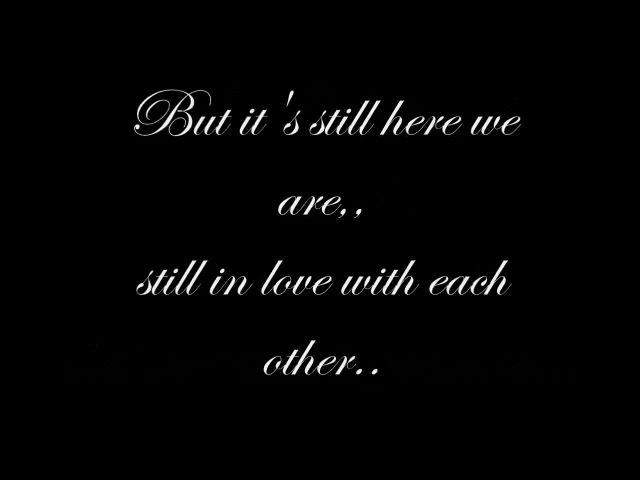 But it 's still here we
are,,
still in love with each
other..